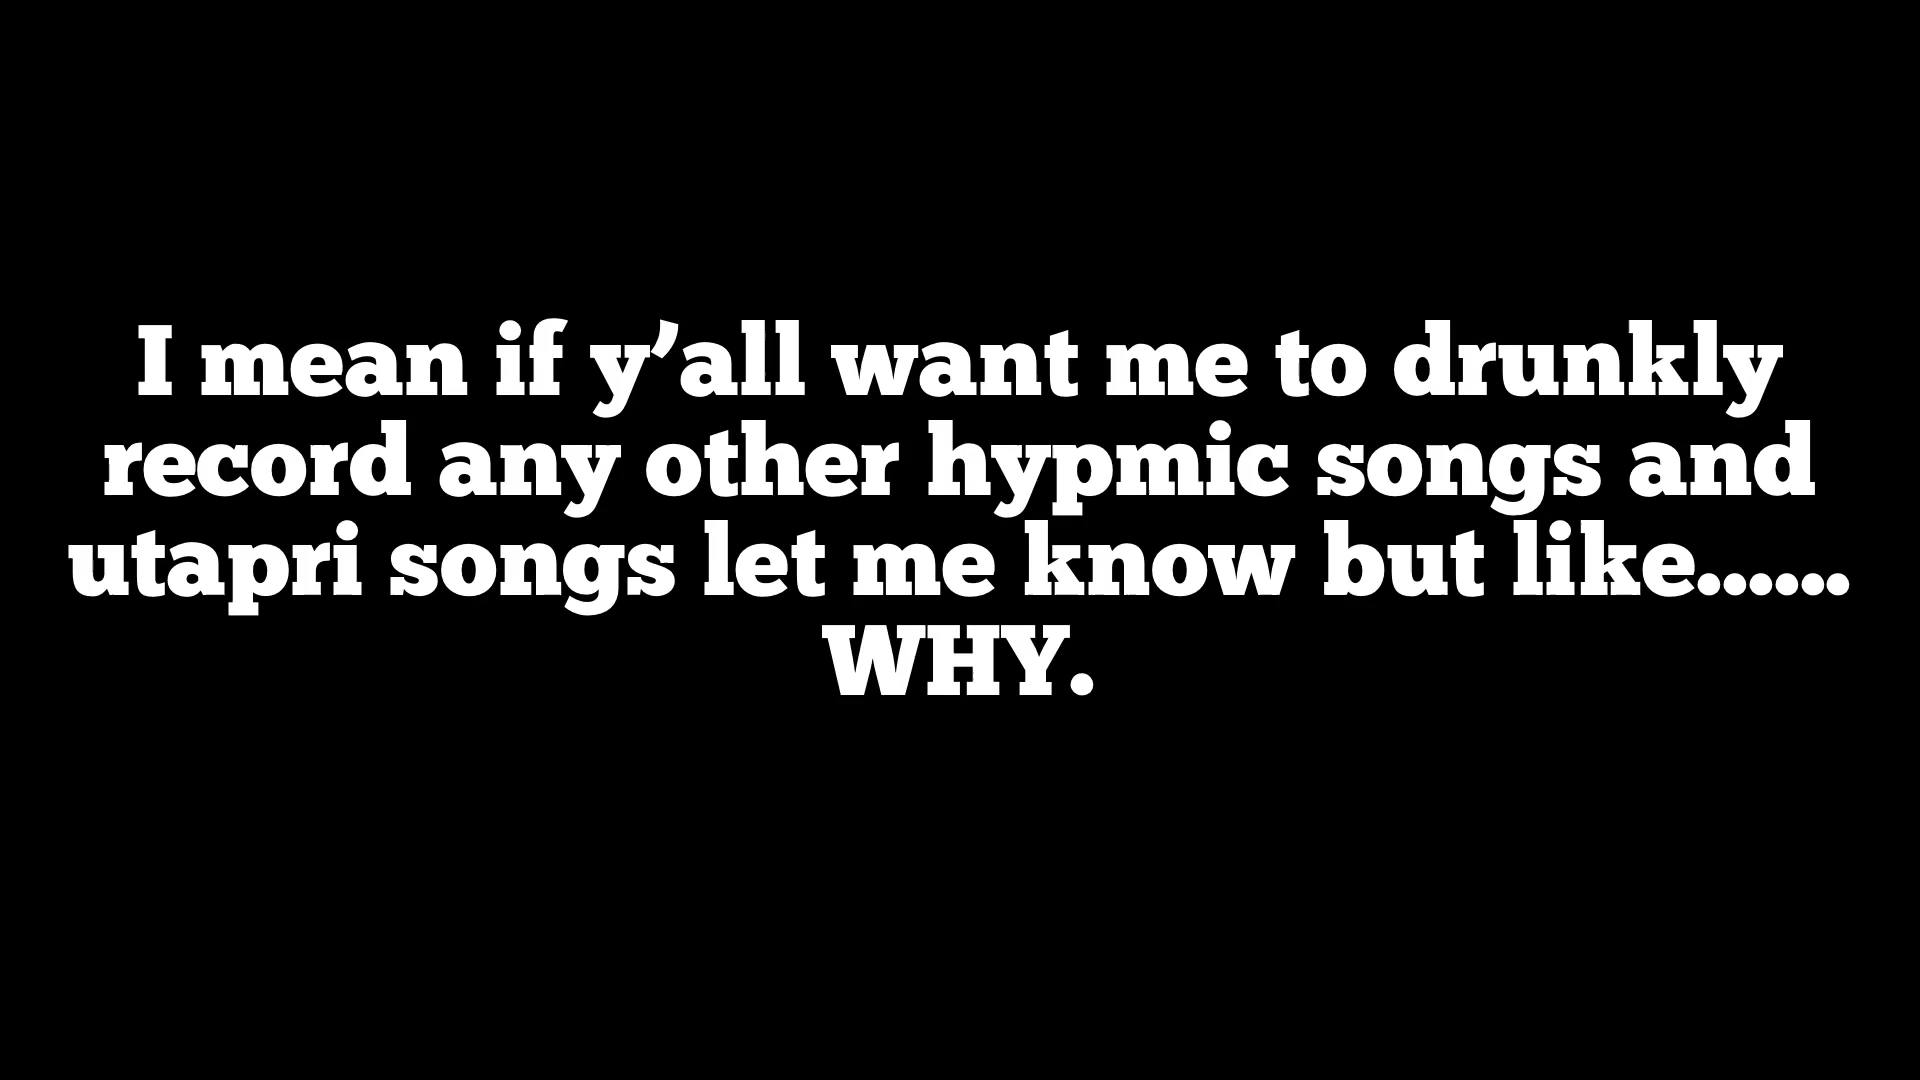 I mean if y’all want me to drunkly
record any other hypmic songs and
utapri songs let me know but like......
WHY.